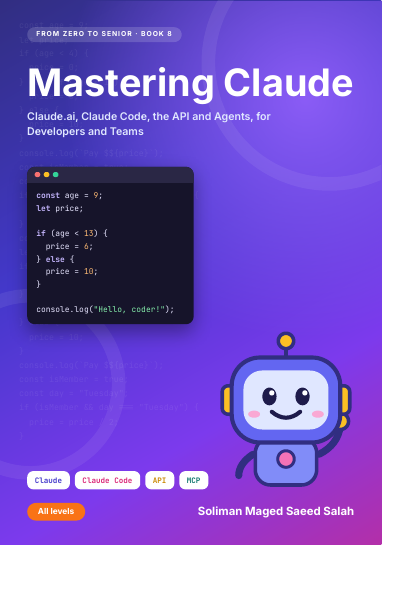 FROM ZERO TO SENIOR · BOOK 8
Mastering Claude
Claude.ai, Claude Code, the API and Agents, for
Developers and Teams
const age = 9;
let price;
if (age < 13) {
price = 6;
} else {
price = 10;
}
console.log("Hello, coder!");
Claude
Claude Code
API
MCP
All levels
Soliman Maged Saeed Salah